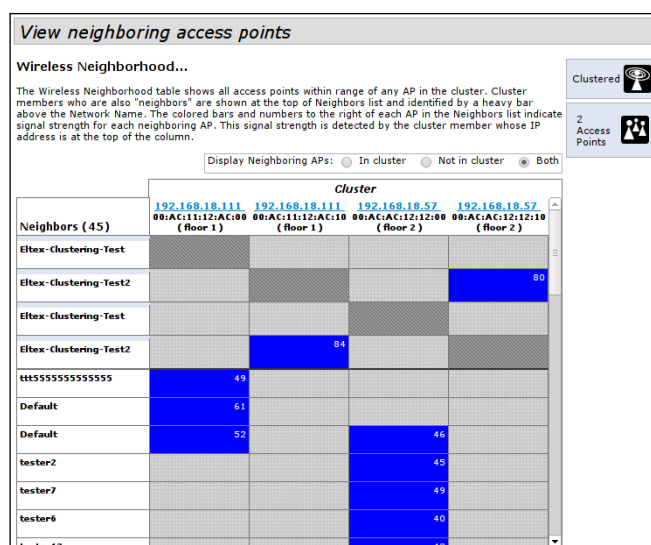 View neighboring access points
Wireless Neighborhood...
The Wireless Neighborhood table shows all access points within range of any AP in the cluster. Cluster
members who are also "neighbors" are shown at the top of Neighbors list and identified by a heavy bar
above the Network Name. The colored bars and numbers to the right of each AP in the Neighbors list indicate
signal strength for each neighboring AP. This signal strength is detected by the cluster member whose IP
address is at the top of the column.
Clustered
2
Access
Points
Display Neighboring APs: In cluster Not in cluster Both
Cluster
192.168.18.111 192.168.18.111 192.168.18.57 192.168.18.57
00:AC:11:12:AC:00 00:AC:11:12:AC:10 00:AC:AC:12:12:00 00:AC:AC:12:12:10
Neighbors (45) ( floor 1 ) ( floor 1 ) ( floor 2 ) ( floor 2 )
Eltex-Clustering-Test
Eltex-Clustering-Test2 80
Eltex-Clustering-Test
Eltex-Clustering-Test2 84
ttt5555555555555 49
Default 61
Default 52 46
tester2 45
tester7 49
tester6 40